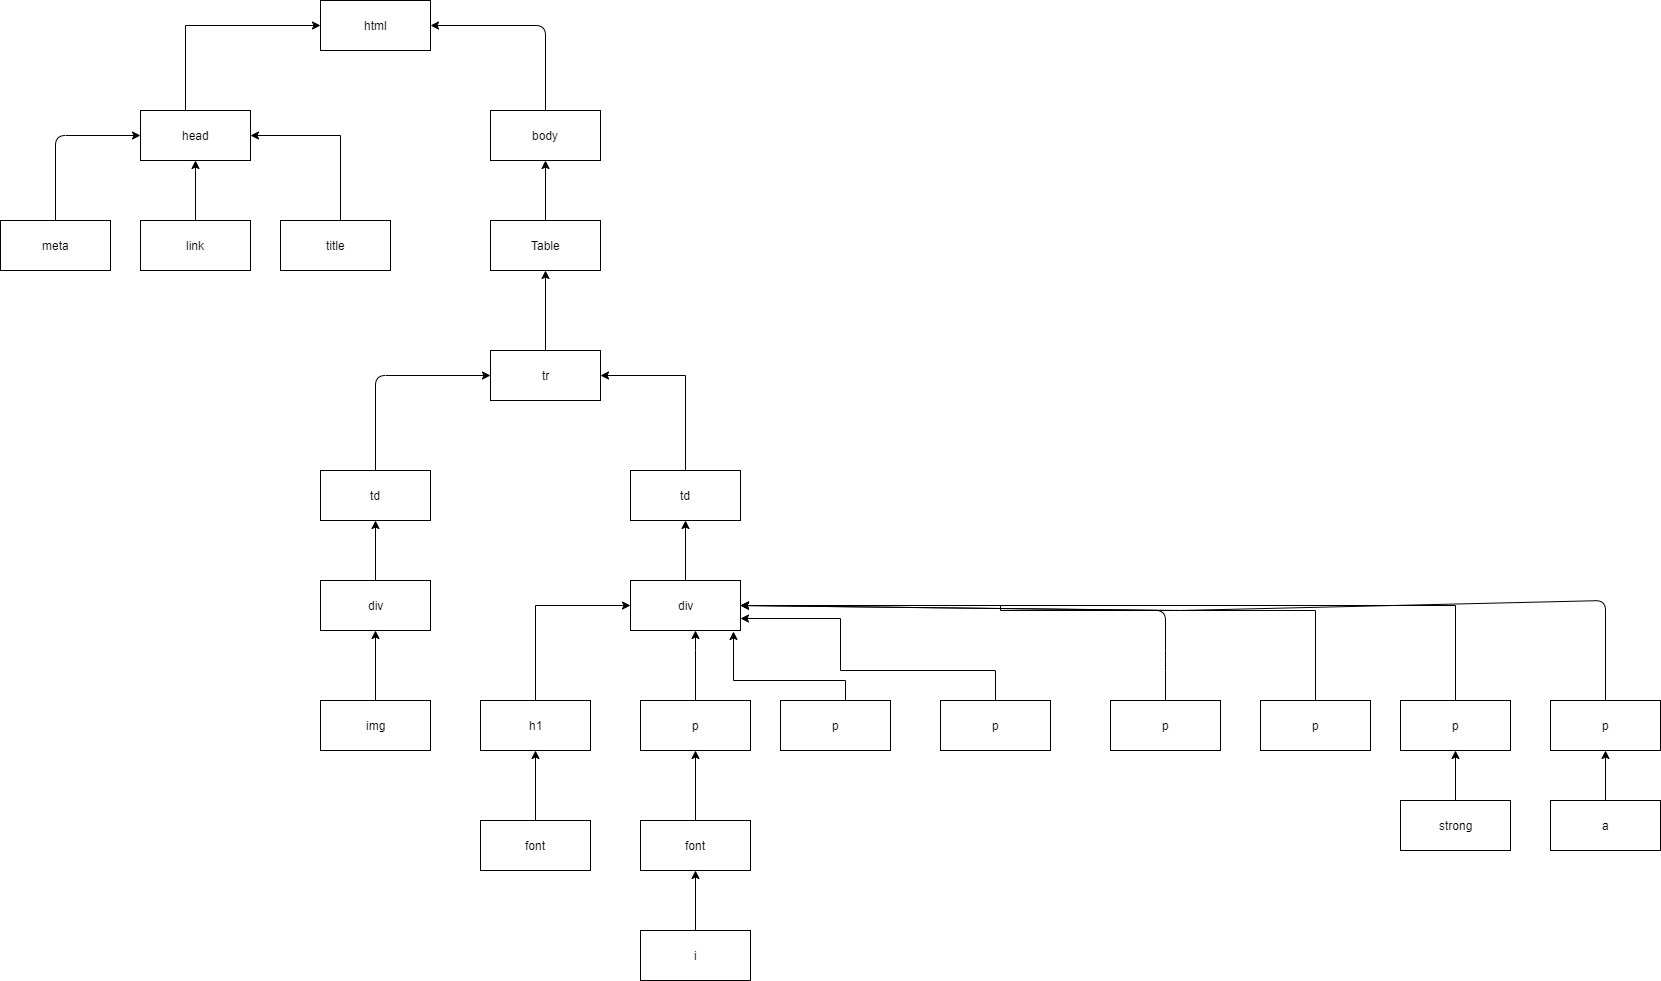 html
head
body
meta
link
title
Table
tr
td
td
div
div
img
h1
p
p
p
p
p
p
p
strong
a
font
font
i